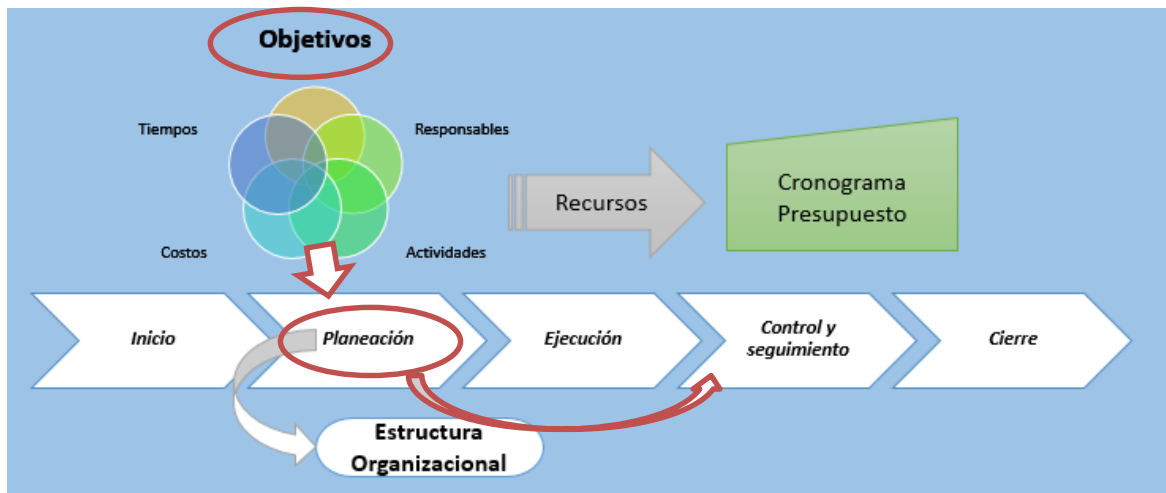 Objetivos
Tiempos
Responsables
Costos
Actividades
Recursos
Cronograma
Presupuesto
Inicio
Planeación
Ejecución
Control y
seguimiento
Cierre
Estructura
Organizacional